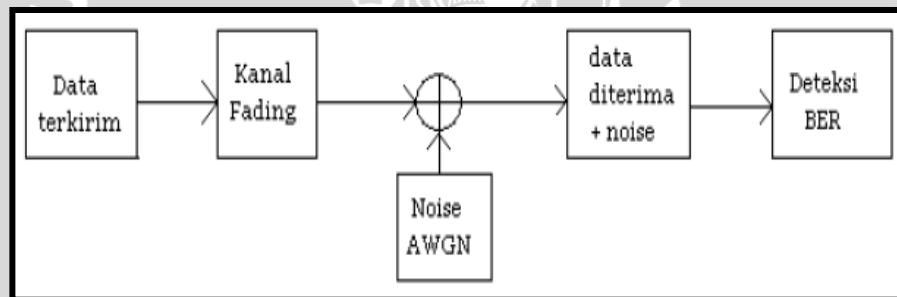 Data
terkirim
Kanal
Fading
data
diterima
+ noise
Deteksi
BER
Noise
AWGN